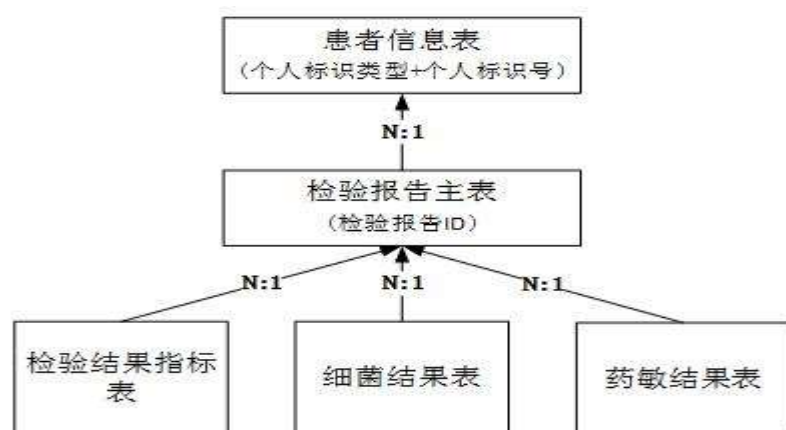 患者信息表
(个人标识类型+个人标识号)
N:1
检验报告主表
(检验报告ID)
N:1
N:1
N:1
检验结果指标
表
细菌结果表
药敏结果表